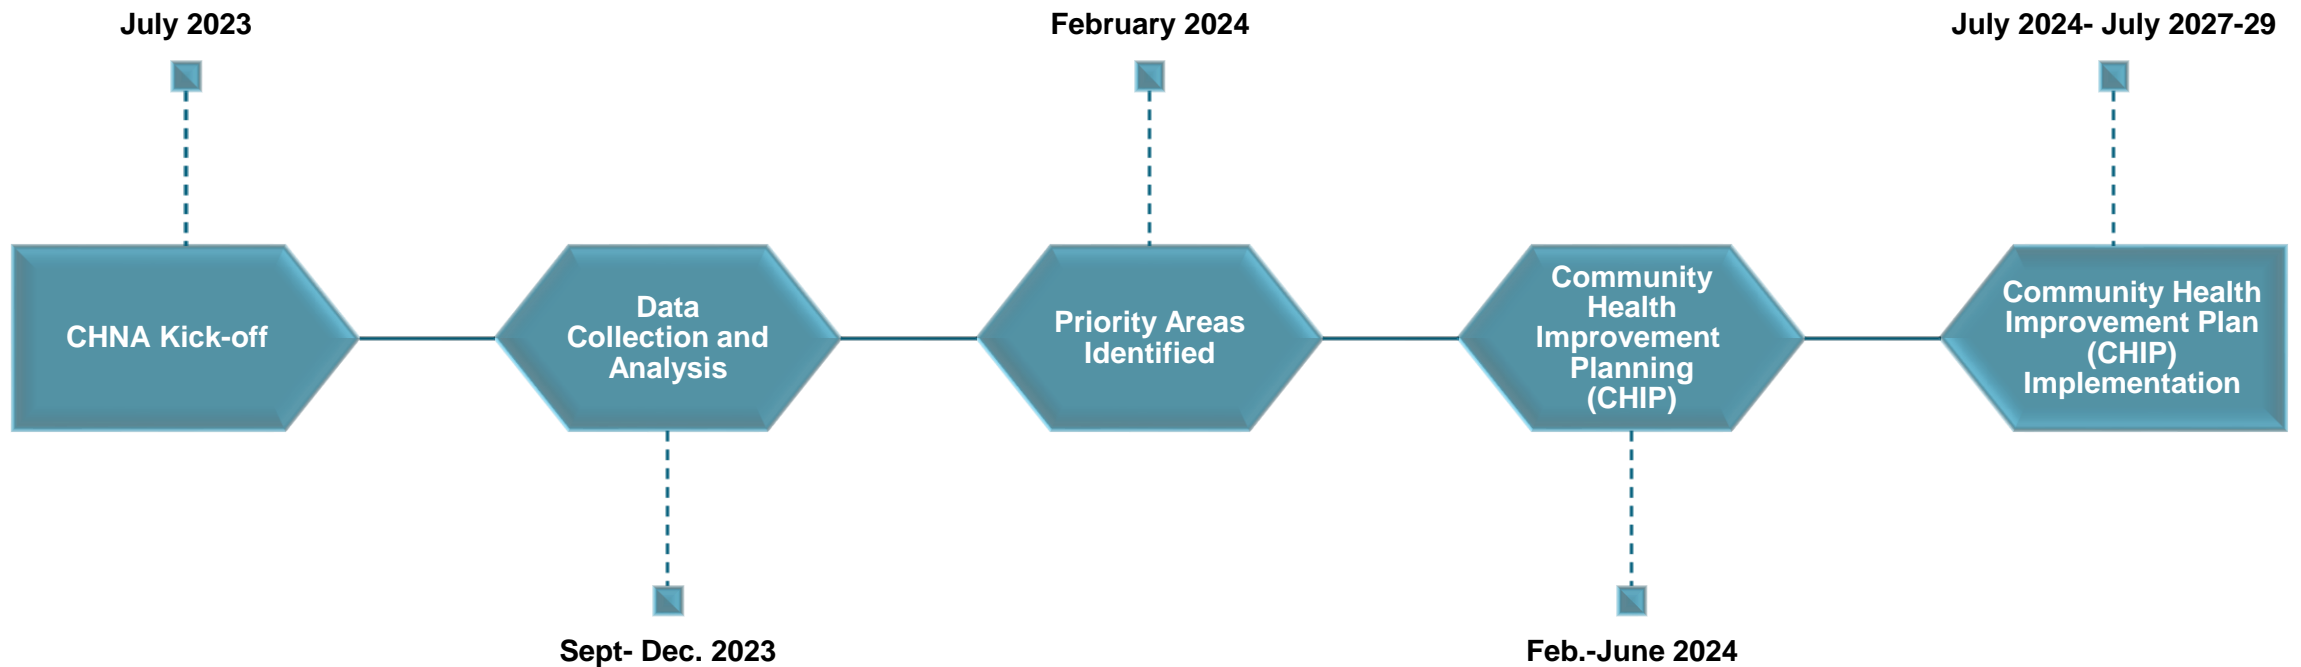 July 2023
February 2024
July 2024- July 2027-29
CHNA Kick-off
Data
Collection and
Analysis
Priority Areas
Identified
Community
Health
Improvement
Planning
(CHIP)
Community Health
Improvement Plan
(CHIP)
Implementation
Sept- Dec. 2023
Feb.-June 2024